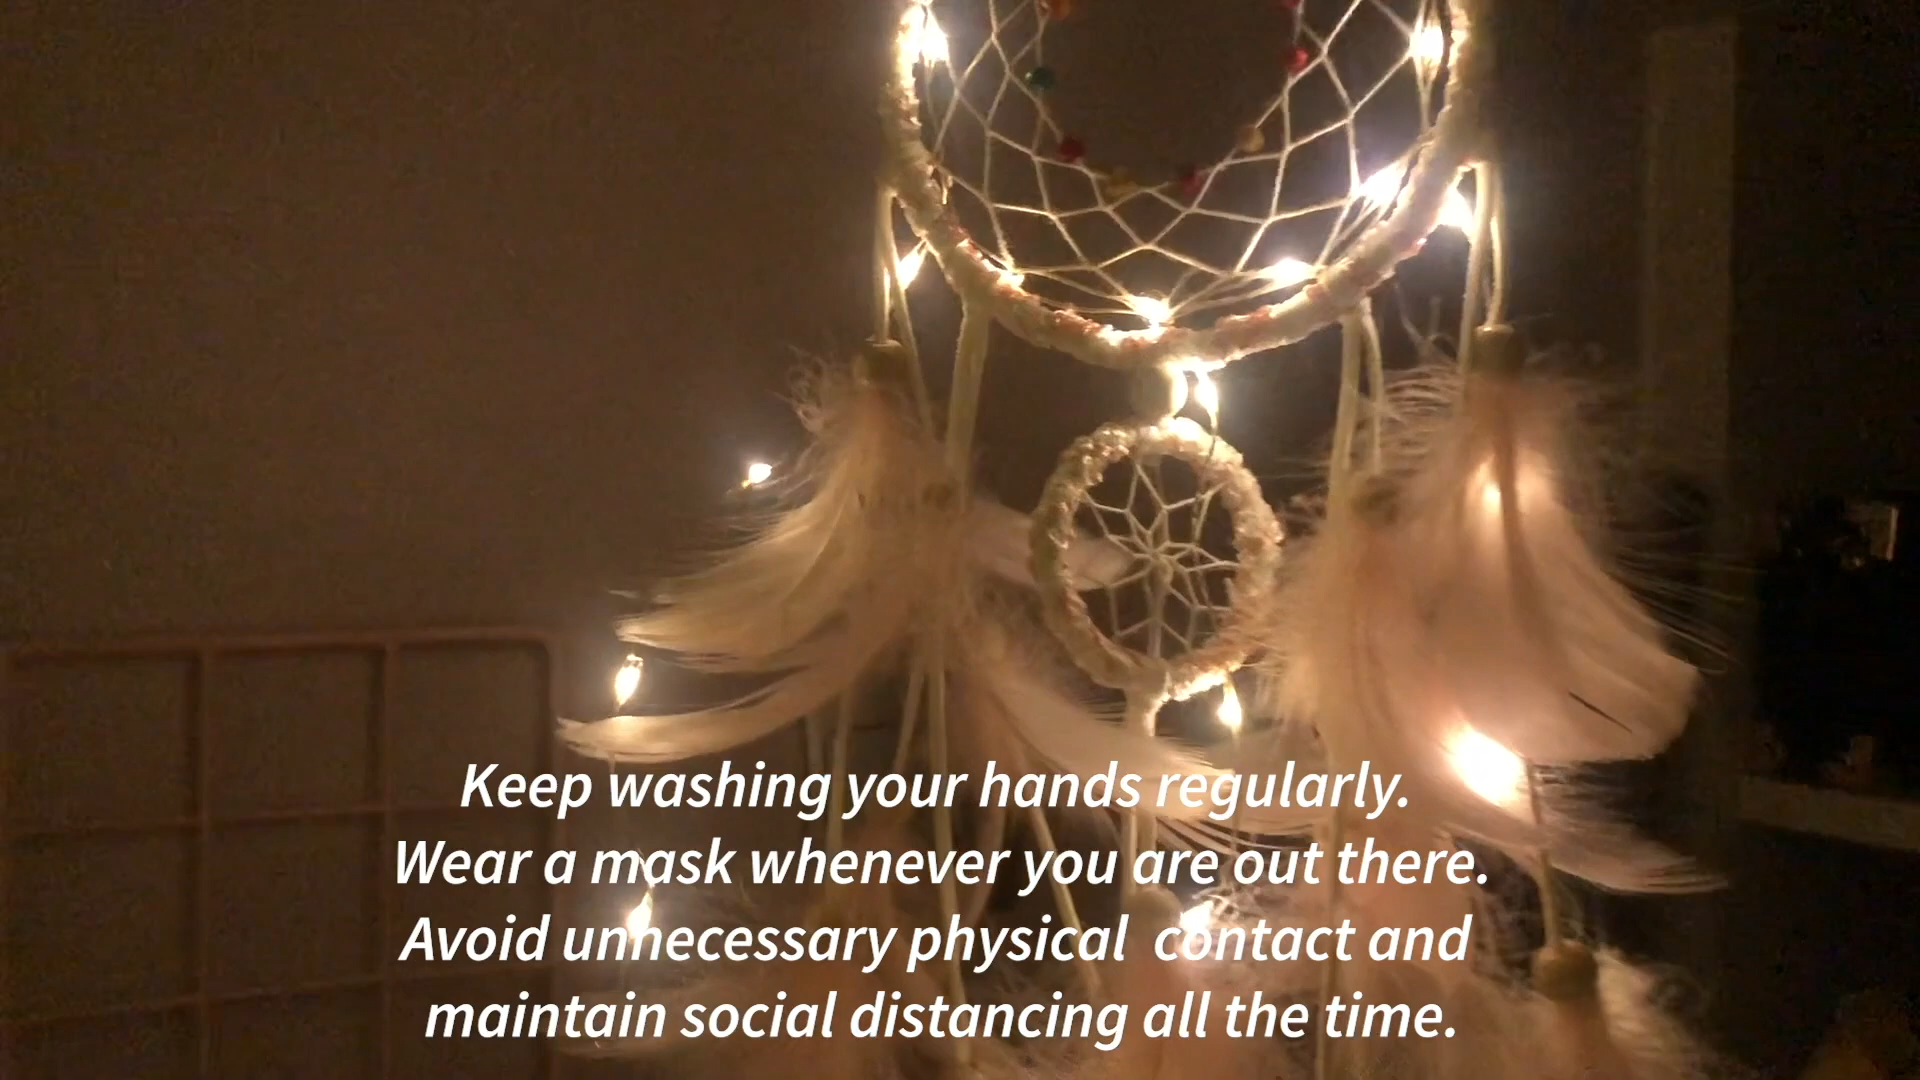 Keep washing your hands regularly.
Wear a mask whenever you are out there.
Avoid unnecessary physical contact and
maintain social distancing all the time.